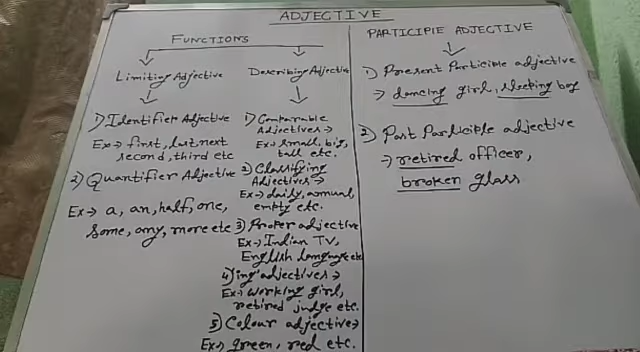 ADJECTIVE
FUNCTIONS
Limiting Adjective
1) Identifier Adjective
Ex→ first, last, next
second, third etc
2) Quantifier Adjective
Ex→ a, an, half, one,
some, any, more etc
Describing Adjective
1) Comparable
Adjectives→
Ex→ small, big,
tall etc.
2) Classifying
Adjectives→
Ex→ daily, annual,
empty etc.
3) Proper adjective
Ex→ Indian TV,
English language etc
4) 'ing' adjectives→
Ex→ working girl,
retired judge etc.
5) Colour adjective→
Ex→ green, red etc.
PARTICIPLE ADJECTIVE
1) Present Participle adjective
→ dancing girl, sleeping boy
2) Past Participle adjective
→ retired officer,
broken glass